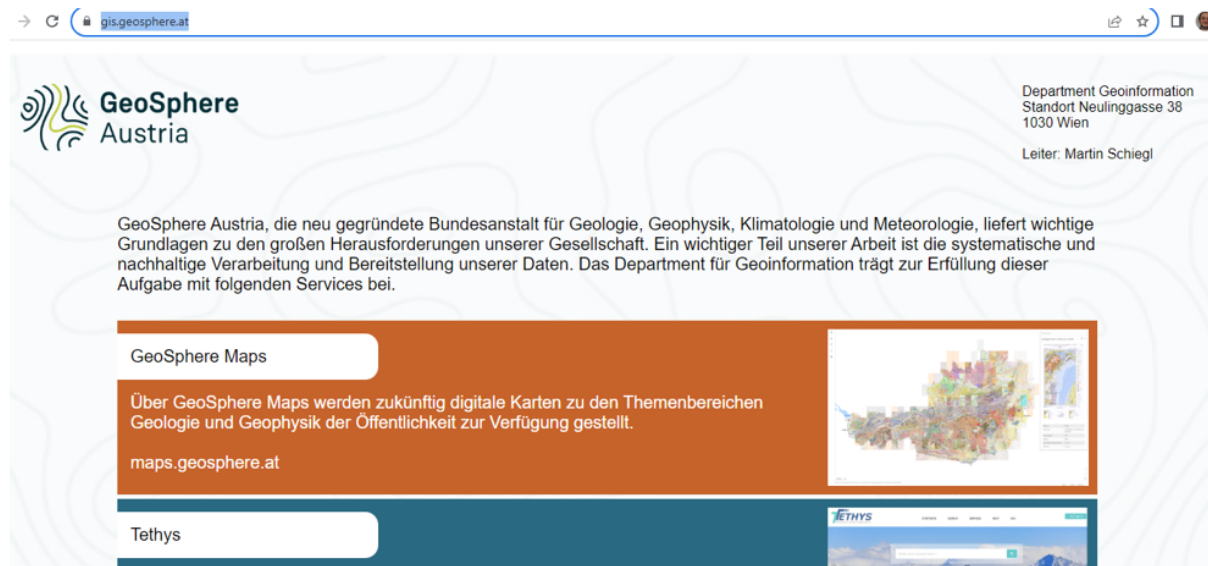 gis.geosphere.at
GeoSphere
Austria
Department Geoinformation
Standort Neulinggasse 38
1030 Wien
Leiter: Martin Schiegl
GeoSphere Austria, die neu gegründete Bundesanstalt für Geologie, Geophysik, Klimatologie und Meteorologie, liefert wichtige
Grundlagen zu den großen Herausforderungen unserer Gesellschaft. Ein wichtiger Teil unserer Arbeit ist die systematische und
nachhaltige Verarbeitung und Bereitstellung unserer Daten. Das Department für Geoinformation trägt zur Erfüllung dieser
Aufgabe mit folgenden Services bei.
GeoSphere Maps
Über GeoSphere Maps werden zukünftig digitale Karten zu den Themenbereichen
Geologie und Geophysik der Öffentlichkeit zur Verfügung gestellt.
maps.geosphere.at
Tethys
TETHYS